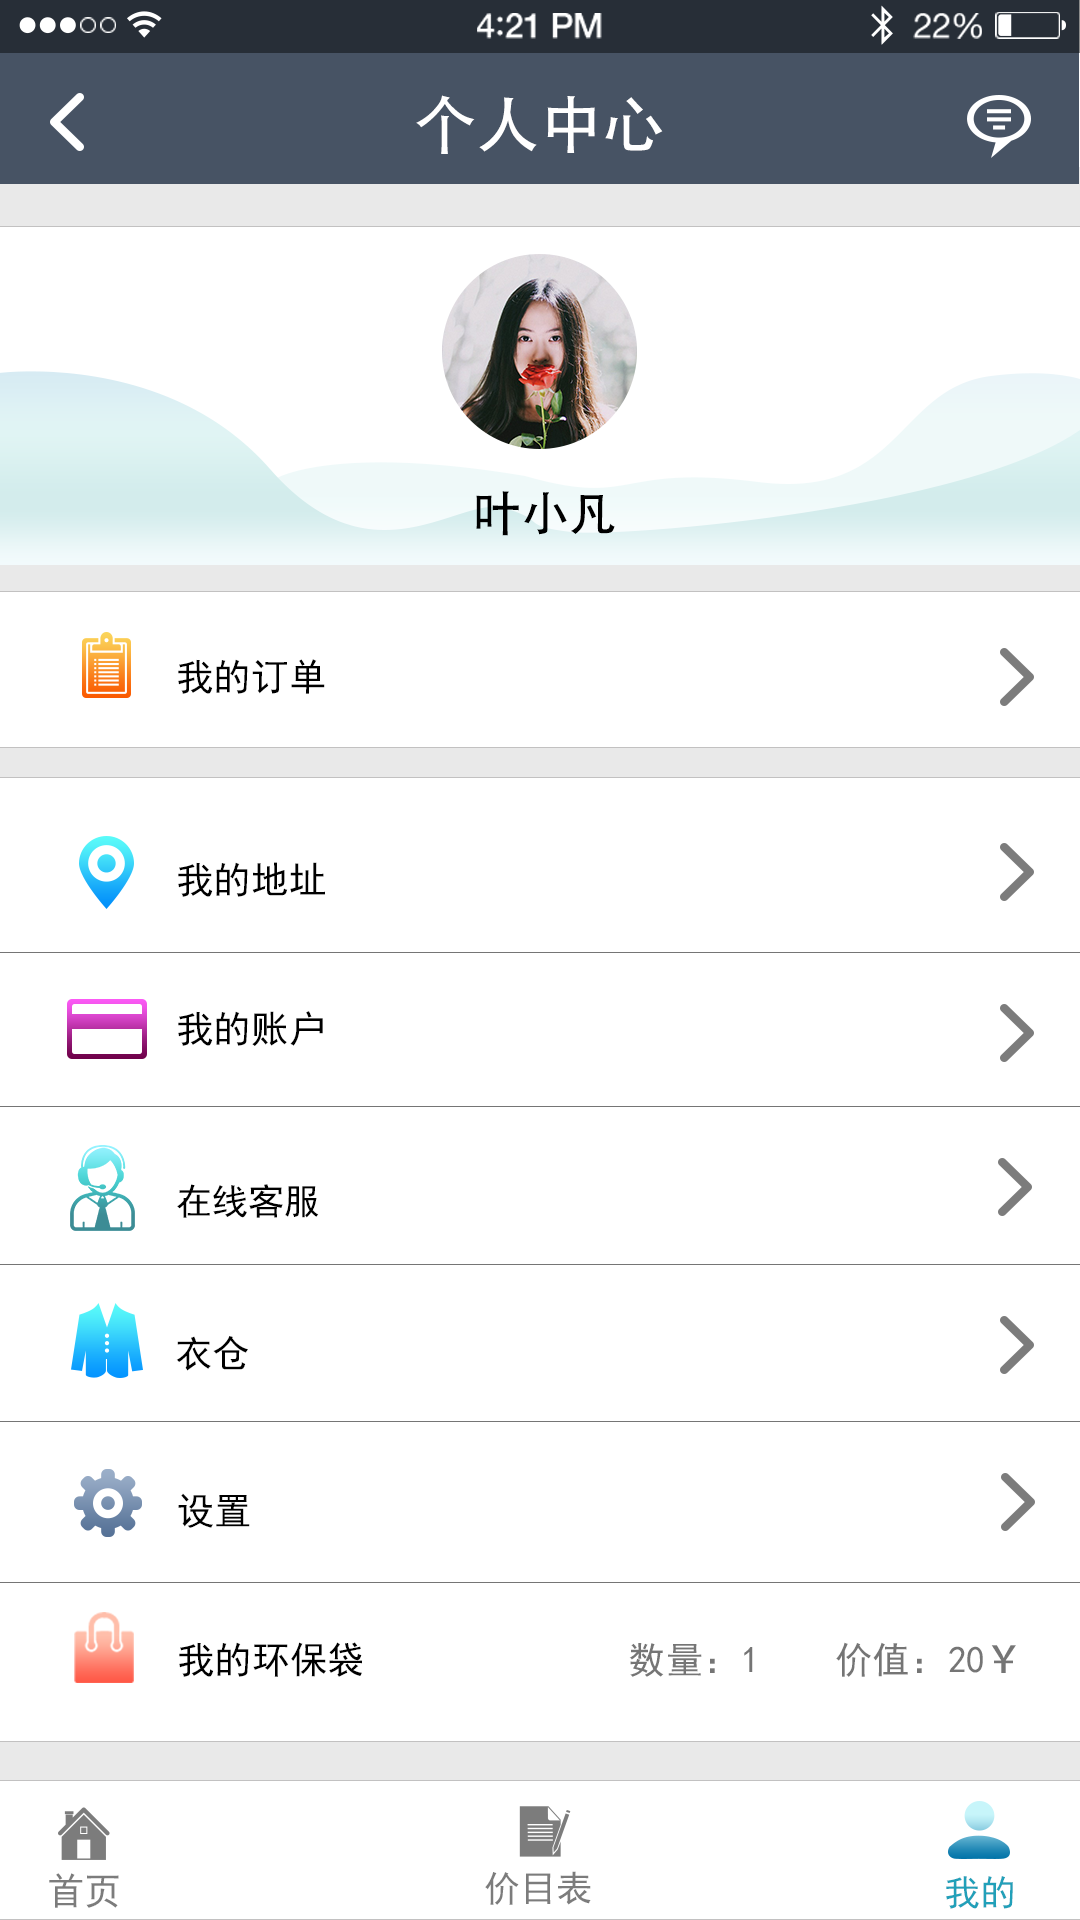 4:21 PM 22%
个人中心
叶小凡
我的订单
我的地址
我的账户
在线客服
衣仓
设置
我的环保袋 数量：1 价值：20￥
首页 价目表 我的